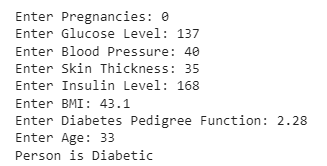 Enter Pregnancies: 0
Enter Glucose Level: 137
Enter Blood Pressure: 40
Enter Skin Thickness: 35
Enter Insulin Level: 168
Enter BMI: 43.1
Enter Diabetes Pedigree Function: 2.28
Enter Age: 33
Person is Diabetic